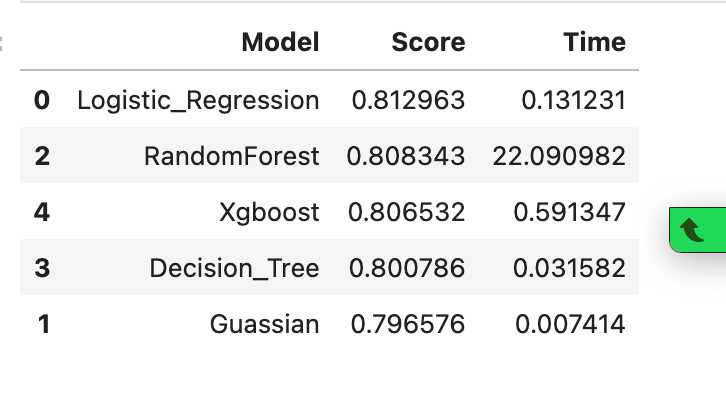 Model Score Time
0 Logistic_Regression 0.812963 0.131231
2 RandomForest 0.808343 22.090982
4 Xgboost 0.806532 0.591347
3 Decision_Tree 0.800786 0.031582
1 Guassian 0.796576 0.007414